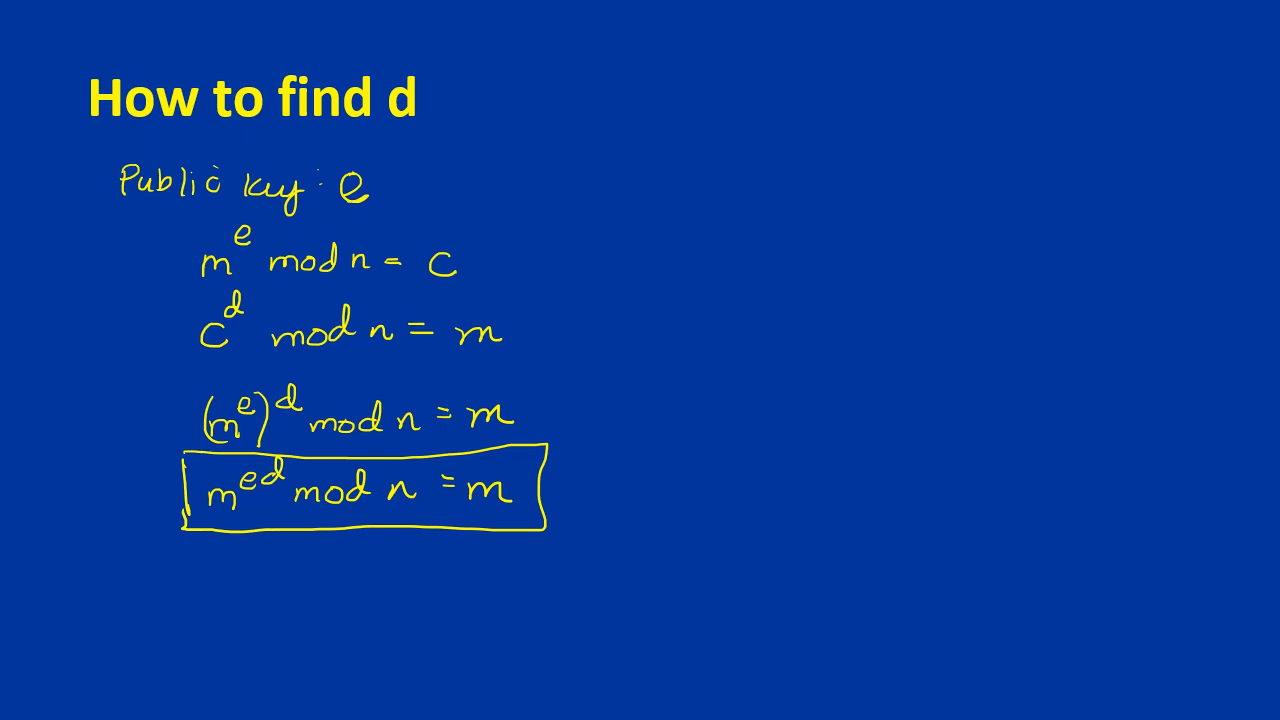 How to find d
Public key: e
m^e mod n = c
c^d mod n = m
(m^e)^d mod n = m
m^ed mod n = m